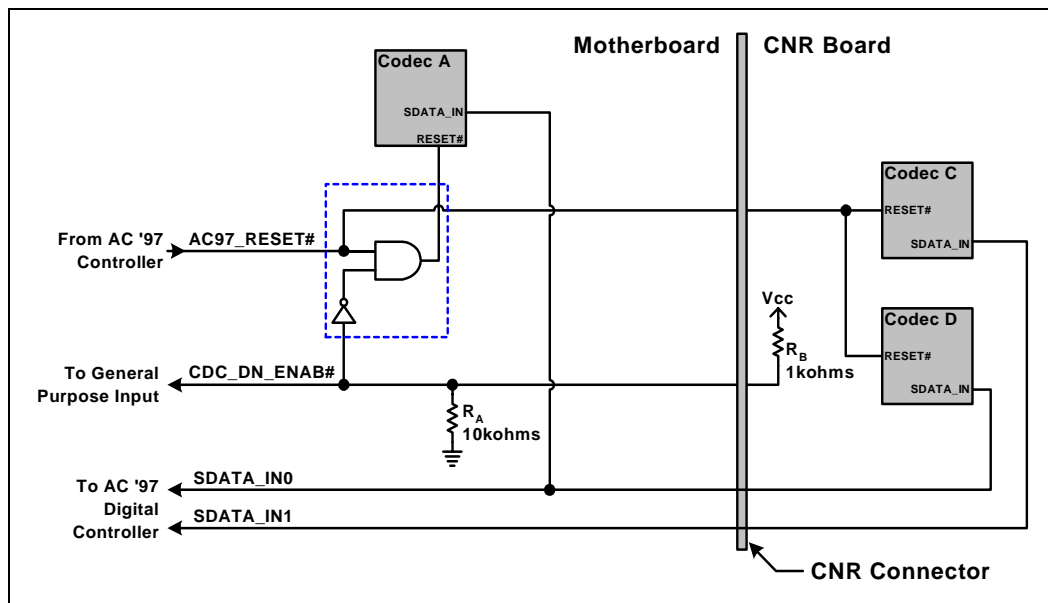 Motherboard
CNR Board
Codec A
SDATA_IN
RESET#
Codec C
RESET#
SDATA_IN
From AC '97
Controller
AC97_RESET#
Vcc
R_B
1kohms
Codec D
RESET#
SDATA_IN
To General
Purpose Input
CDC_DN_ENAB#
R_A
10kohms
To AC '97
Digital
Controller
SDATA_IN0
SDATA_IN1
CNR Connector